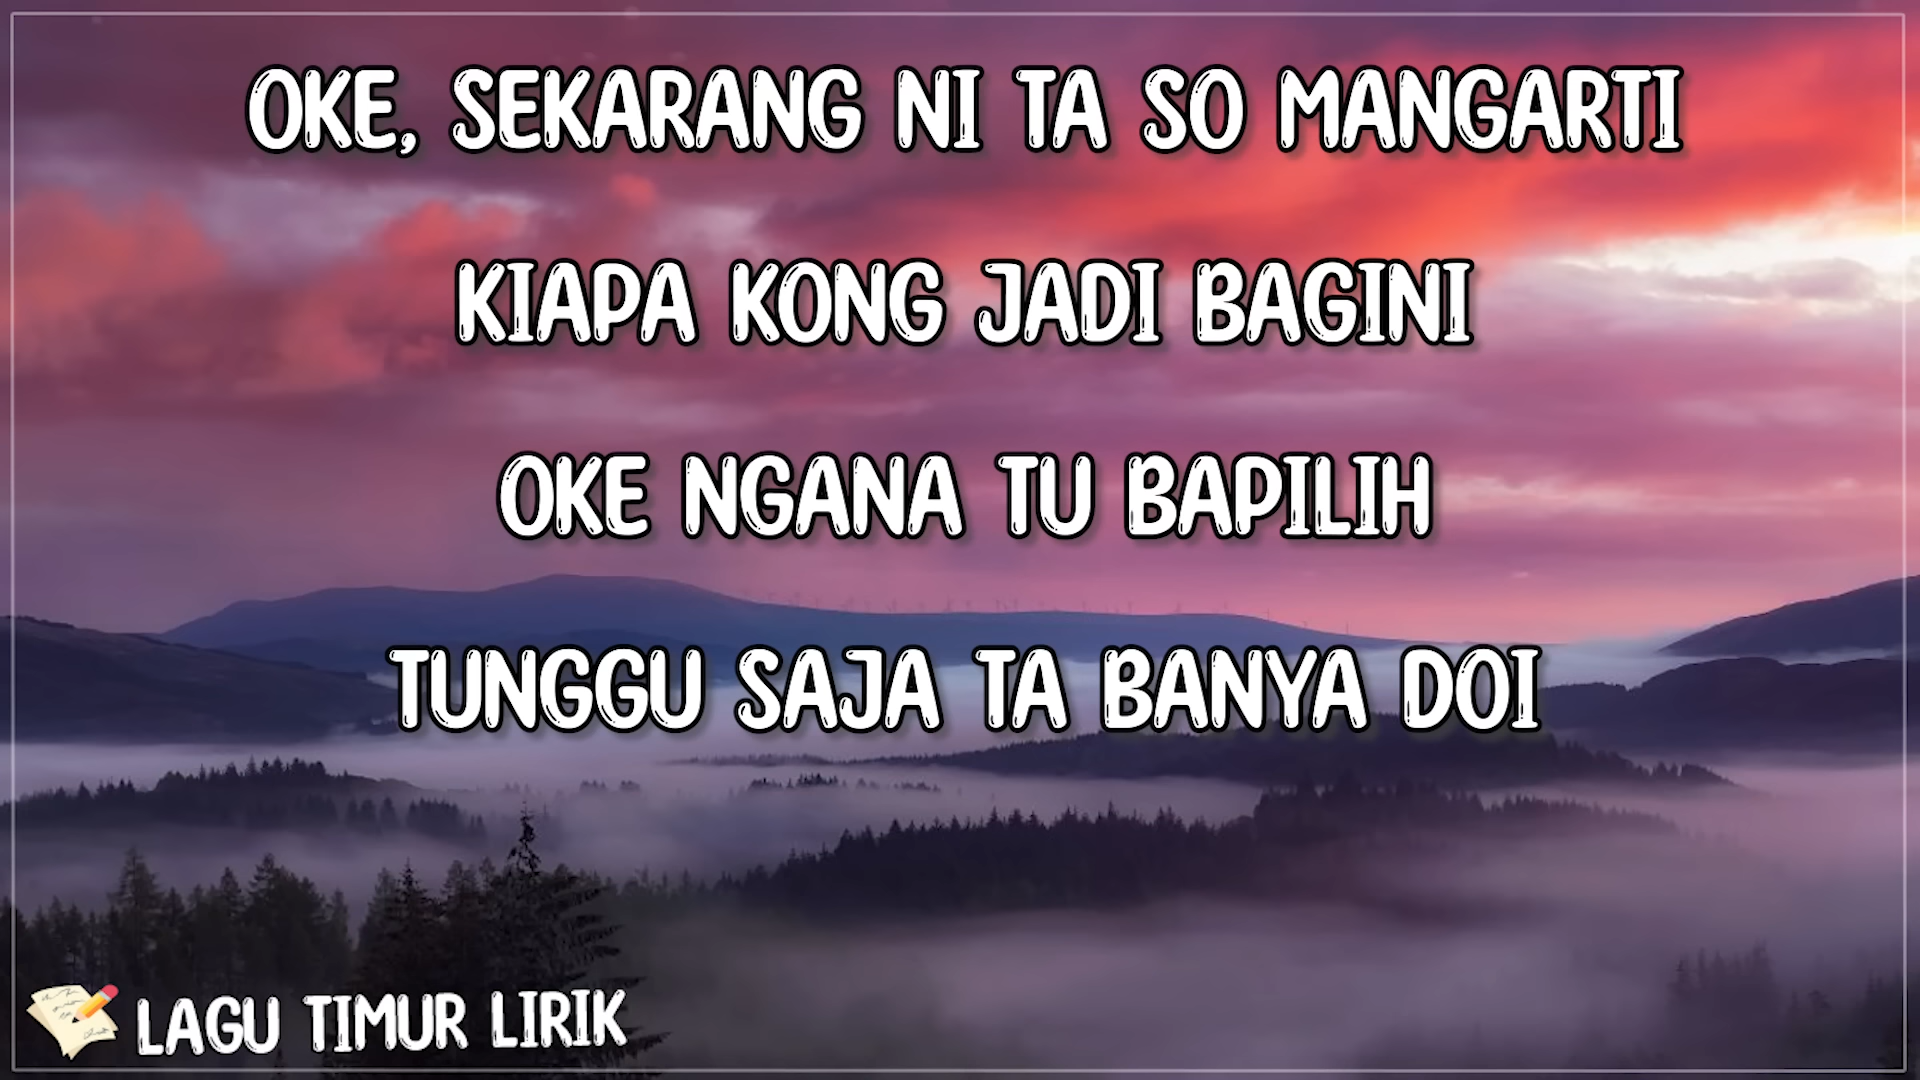 OKE, SEKARANG NI TA SO MANGARTI
KIAPA KONG JADI BAGINI
OKE NGANA TU BAPILIH
TUNGGU SAJA TA BANYA DOI
LAGU TIMUR LIRIK